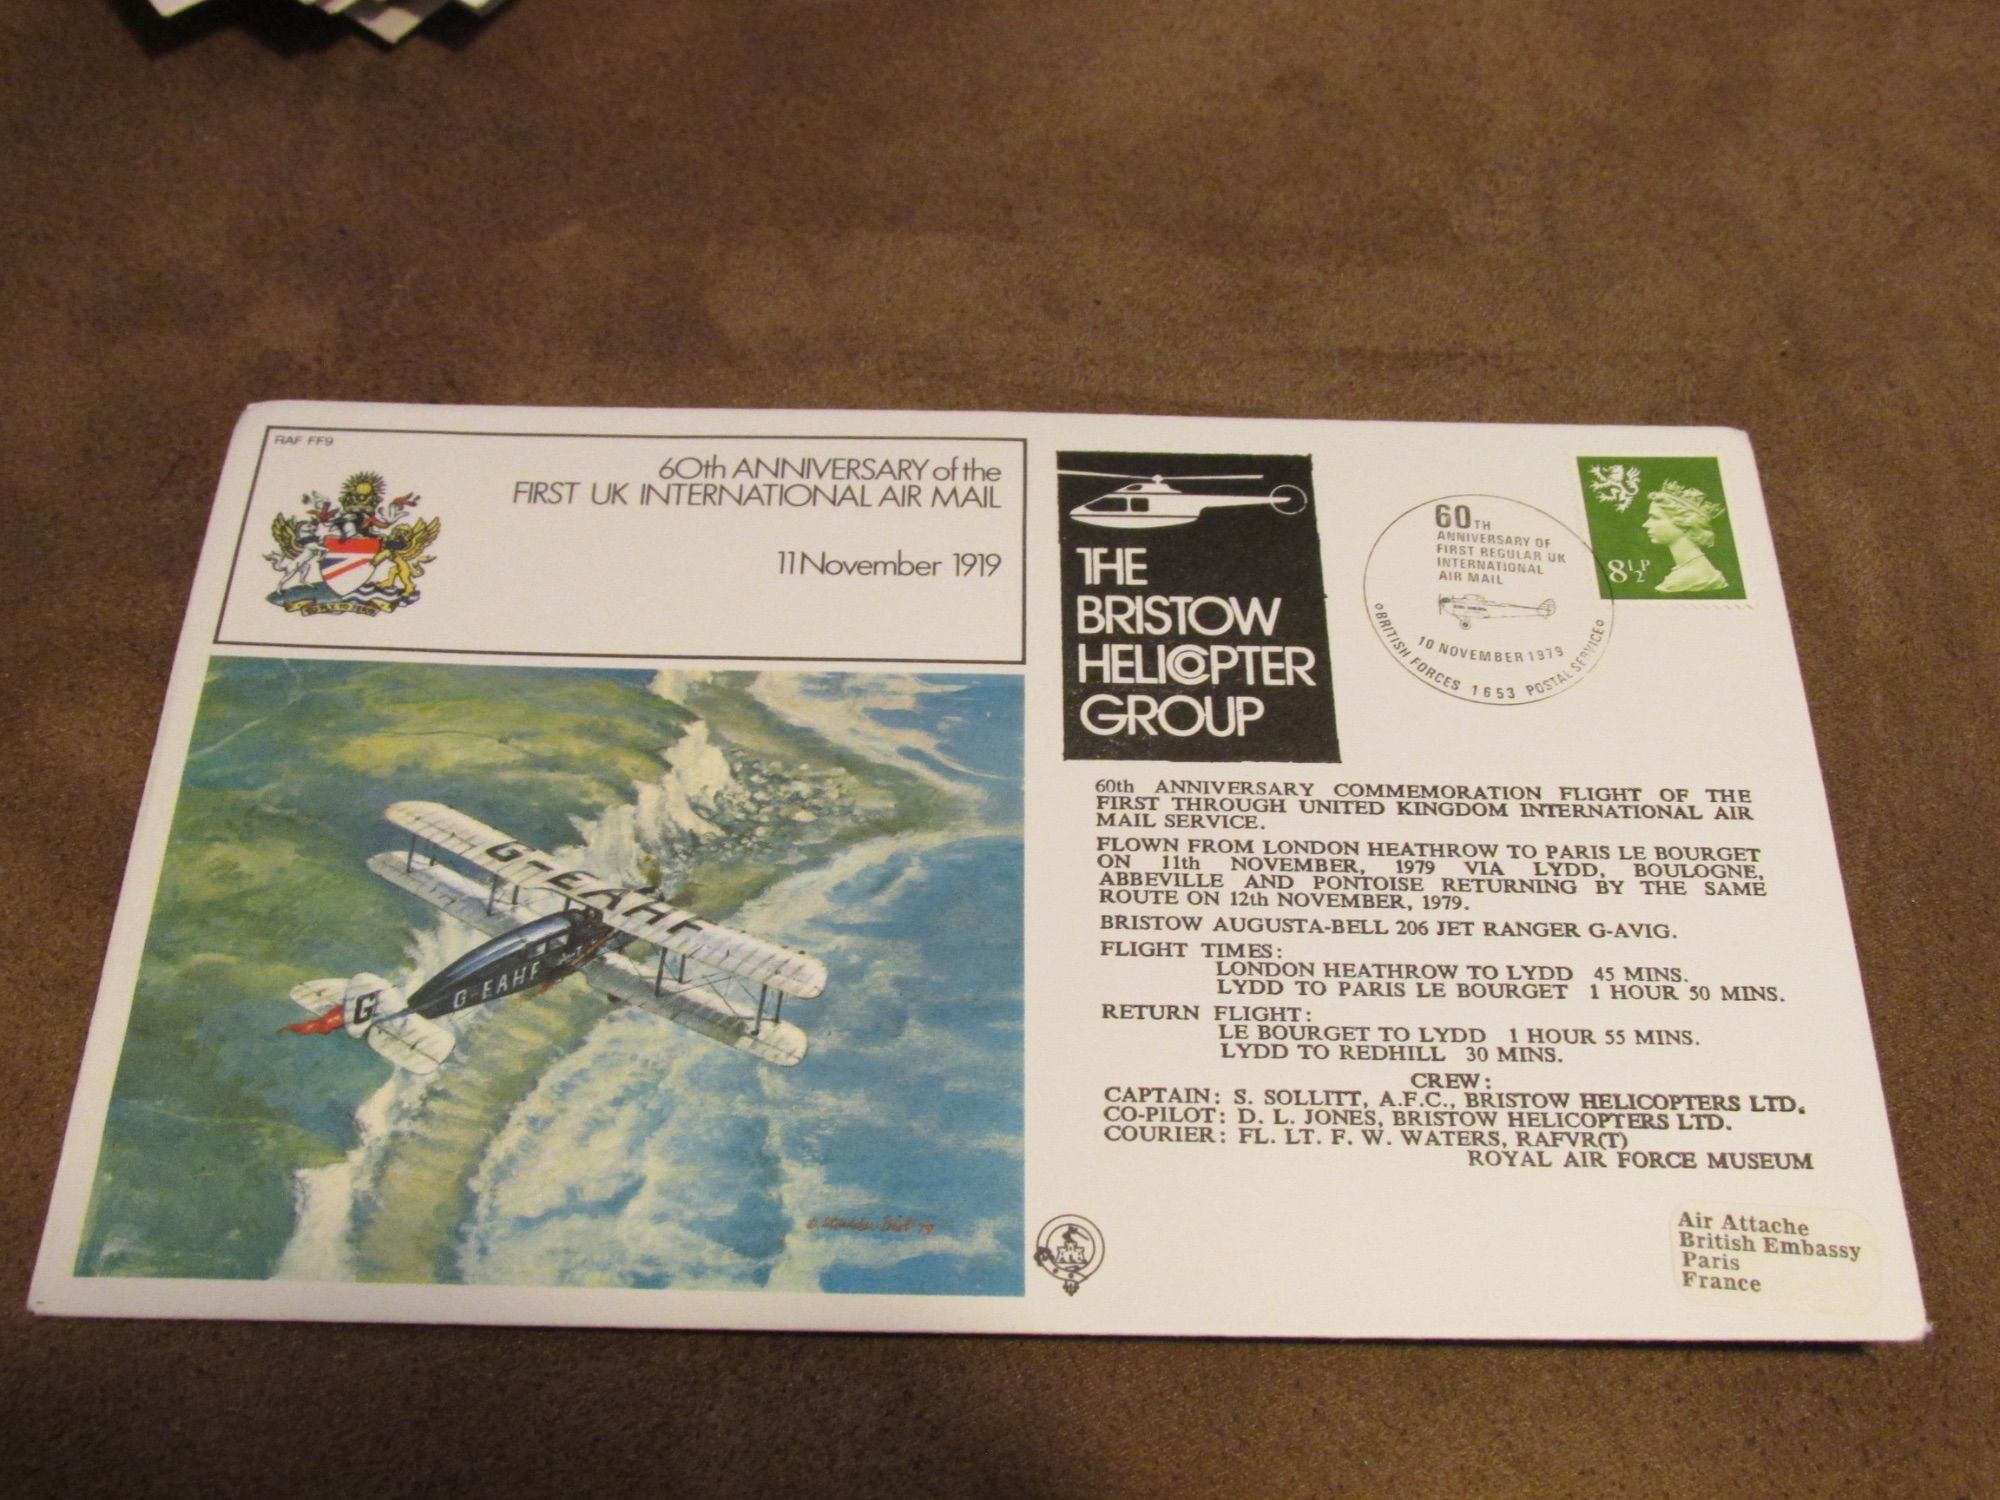 RAF FF9
60th ANNIVERSARY of the
FIRST UK INTERNATIONAL AIR MAIL
11 November 1919
G-EAHF
G-EAHF
G
THE
BRISTOW
HELICOPTER
GROUP
60TH
ANNIVERSARY OF
FIRST REGULAR UK
INTERNATIONAL
AIR MAIL
10 NOVEMBER 1979
BRITISH FORCES 1653 POSTAL SERVICE
8½P
60th ANNIVERSARY COMMEMORATION FLIGHT OF THE
FIRST THROUGH UNITED KINGDOM INTERNATIONAL AIR
MAIL SERVICE.
FLOWN FROM LONDON HEATHROW TO PARIS LE BOURGET
ON 11th NOVEMBER, 1979 VIA LYDD, BOULOGNE,
ABBEVILLE AND PONTOISE RETURNING BY THE SAME
ROUTE ON 12th NOVEMBER, 1979.
BRISTOW AUGUSTA-BELL 206 JET RANGER G-AVIG.
FLIGHT TIMES:
LONDON HEATHROW TO LYDD 45 MINS.
LYDD TO PARIS LE BOURGET 1 HOUR 50 MINS.
RETURN FLIGHT:
LE BOURGET TO LYDD 1 HOUR 55 MINS.
LYDD TO REDHILL 30 MINS.
CREW:
CAPTAIN: S. SOLLITT, A.F.C., BRISTOW HELICOPTERS LTD.
CO-PILOT: D. L. JONES, BRISTOW HELICOPTERS LTD.
COURIER: FL. LT. F. W. WATERS, RAFVR(T)
ROYAL AIR FORCE MUSEUM
Air Attache
British Embassy
Paris
France